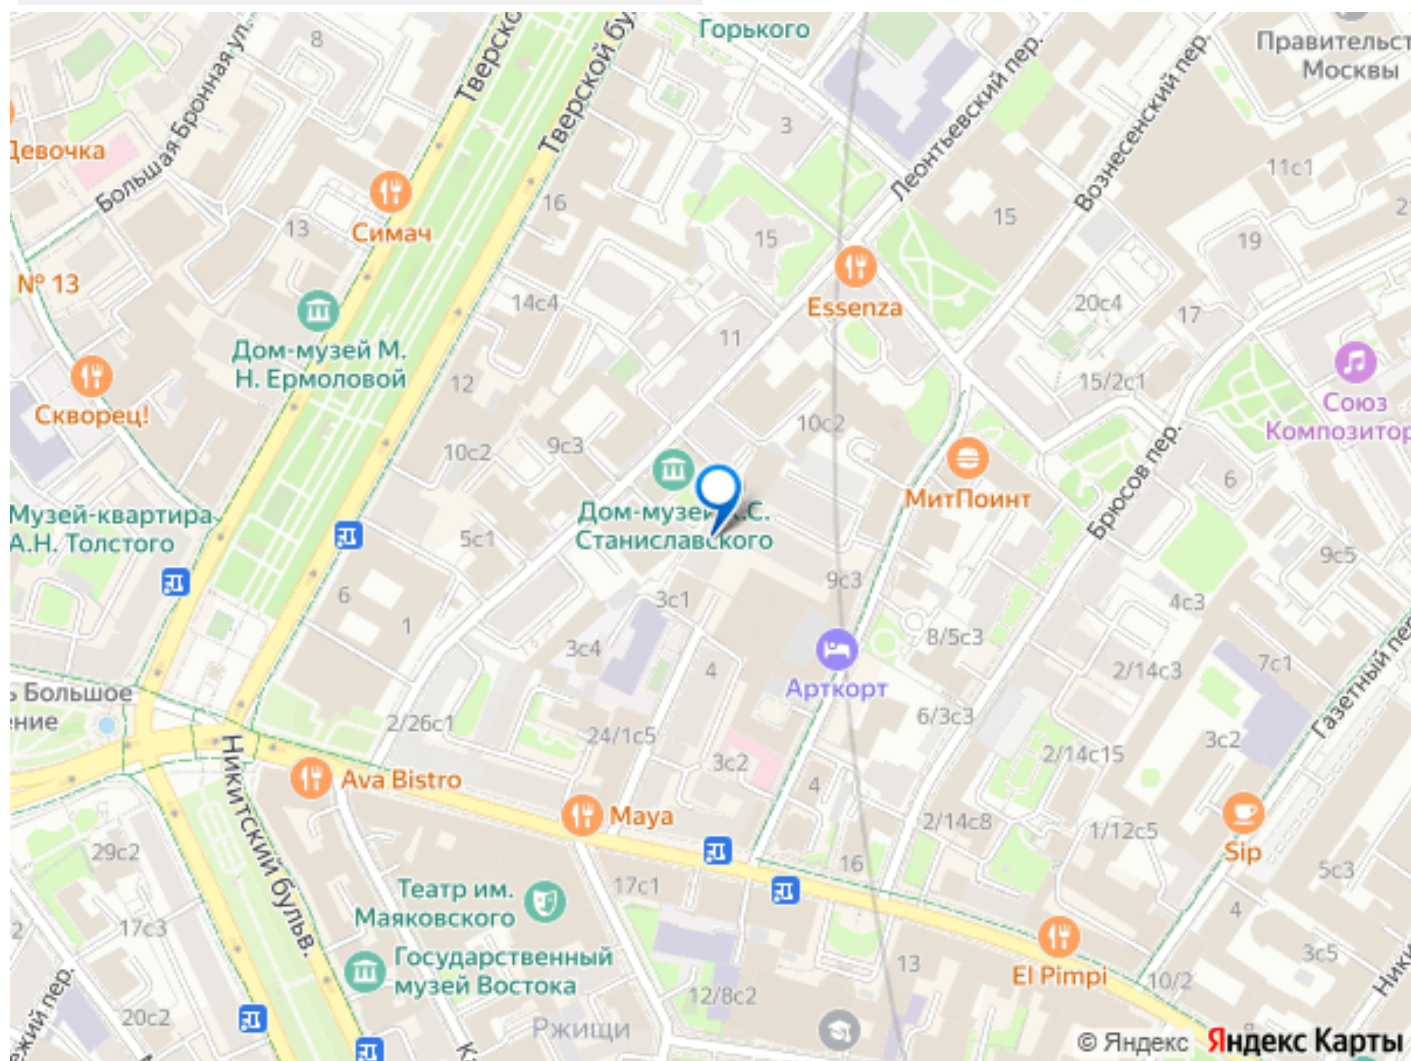 Горького
Правительст
Москвы
Тверско
Тверской бу
Большая Бронная ул.
Леонтьевский пер.
Вознесенский пер.
8
3
11с1
Девочка
Симач
13
16
15
15
19
Essenza
№ 13
14с4
20с4
17
Дом-музей М.
Н. Ермоловой
11
Скворец!
12
15/2с1
Союз
Композитор
10с2
9с3
10с2
6
МитПоинт
Брюсов пер.
Дом-музей К.С.
Станиславского
Музей-квартира
А.Н. Толстого
5с1
9с5
9с3
6
3с1
4с3
1
8/5с3
3с4
4
2/14с3
7с1
Газетный пер
Арткорт
ь Большое
ение
2/26с1
6/3с3
24/1с5
3с2
2/14с15
3с2
Никитский бульв.
Ava Bistro
4
Maya
2/14с8
1/12с5
Sip
29с2
16
5с3
17с1
Театр им.
Маяковского
4
17с3
2
El Pimpi
3с5
Государственный
музей Востока
13
10/2
Ники
12/8с2
ежий пер.
20с2
Ржищи
© Яндекс Яндекс Карты